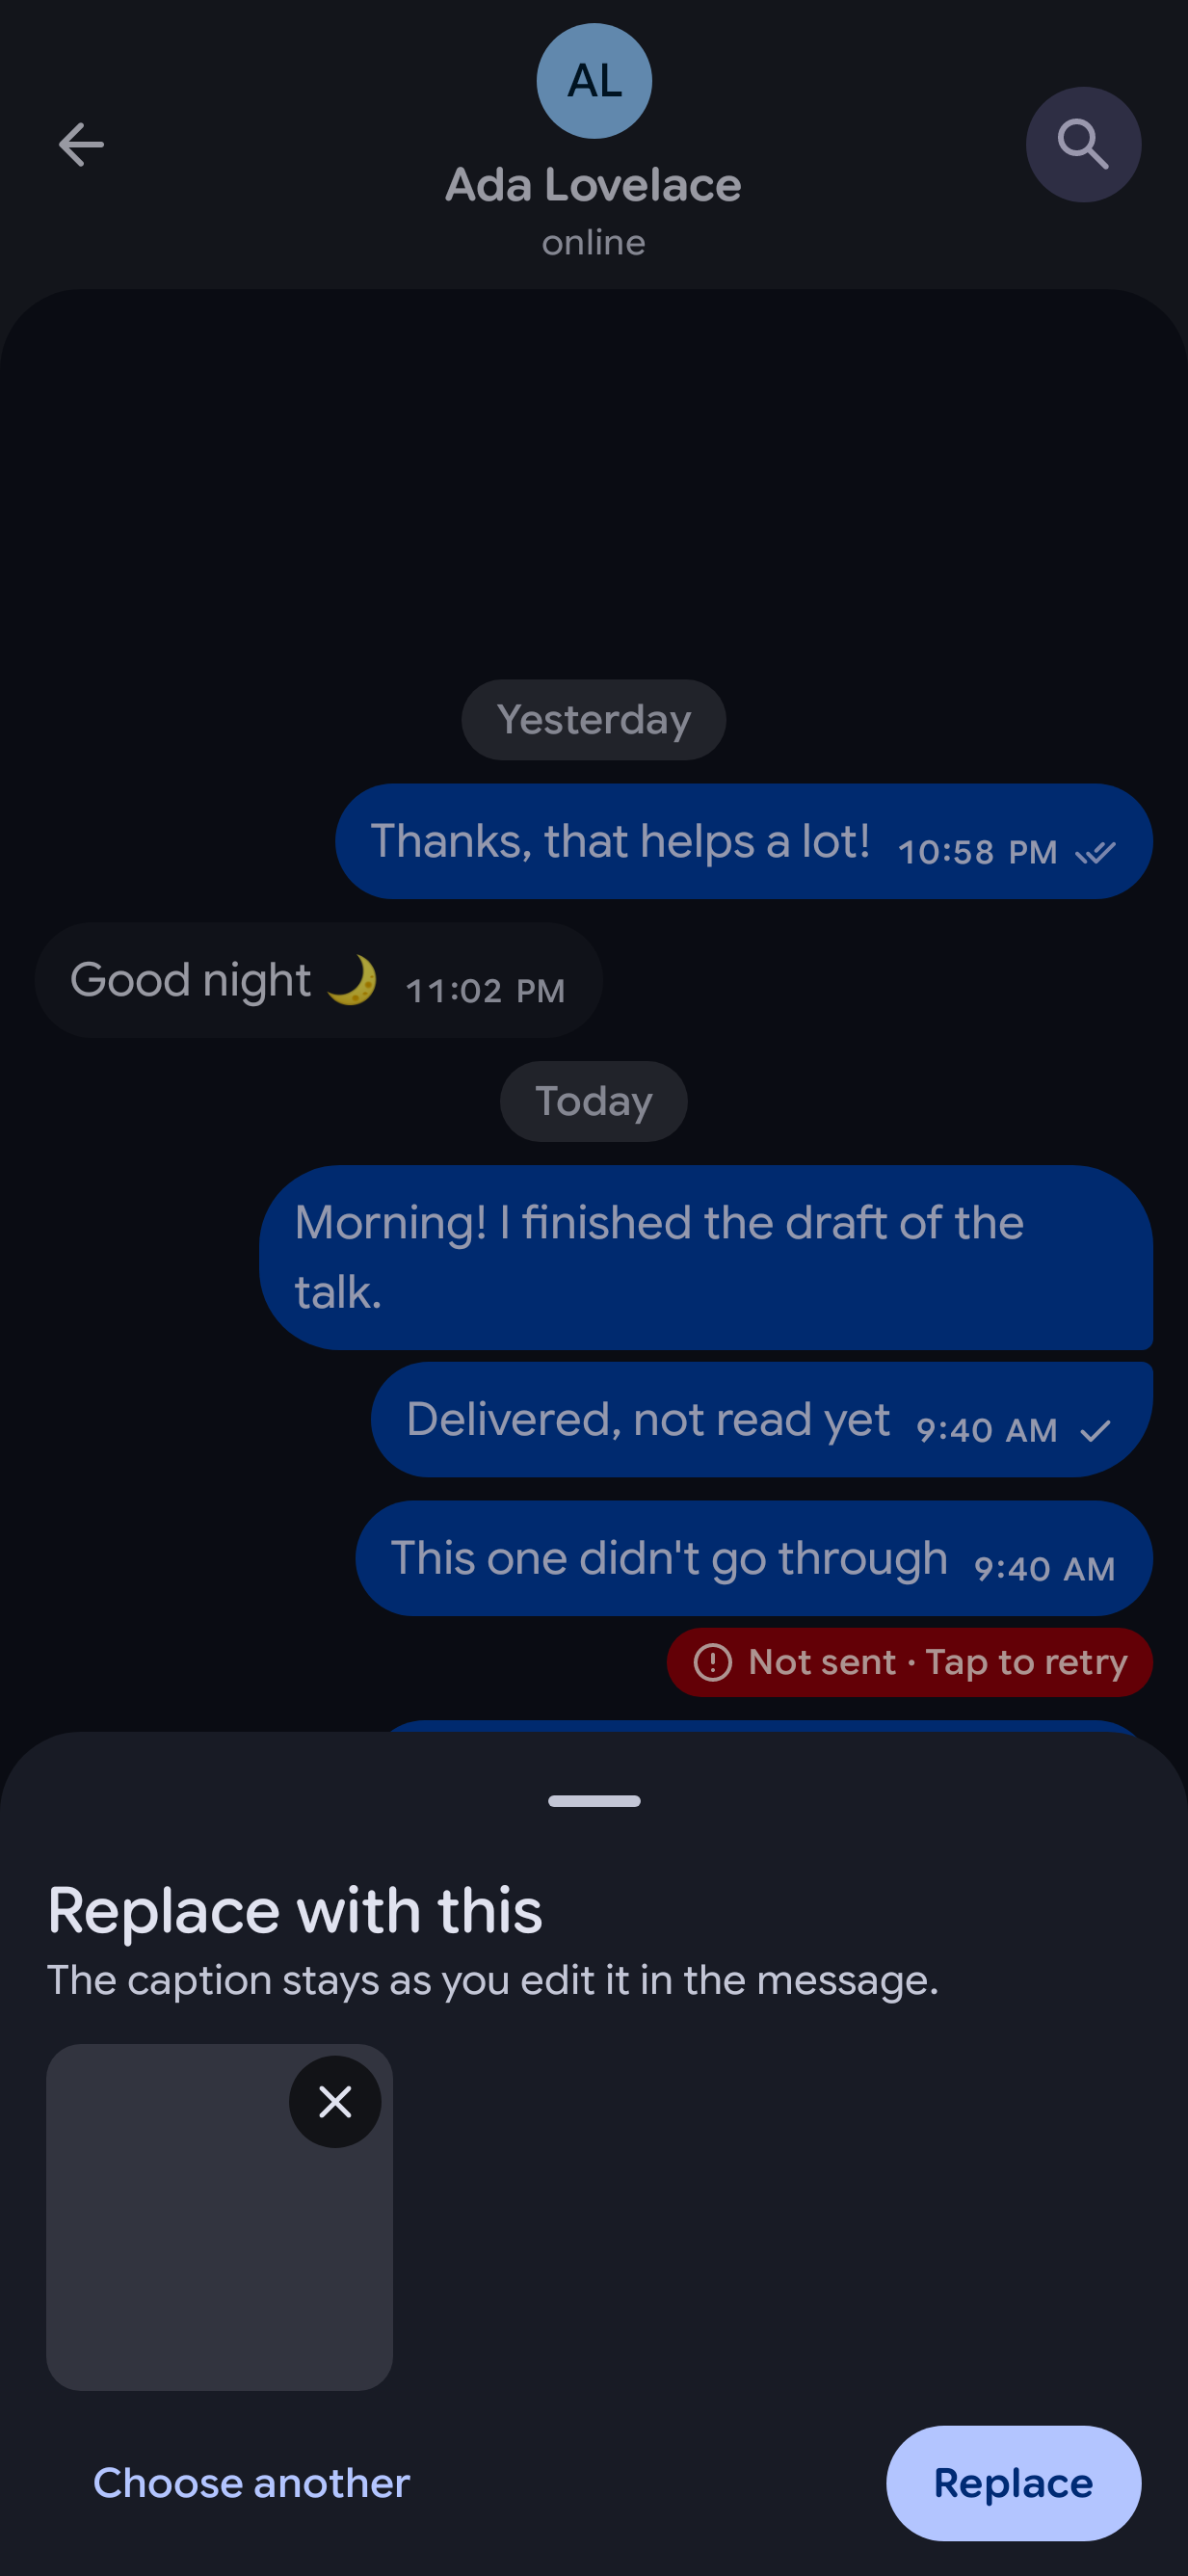 AL
Ada Lovelace
online
Yesterday
Thanks, that helps a lot! 10:58 PM
Good night 🌙 11:02 PM
Today
Morning! I finished the draft of the
talk.
Delivered, not read yet 9:40 AM
This one didn't go through 9:40 AM
Not sent · Tap to retry
Replace with this
The caption stays as you edit it in the message.
Choose another
Replace